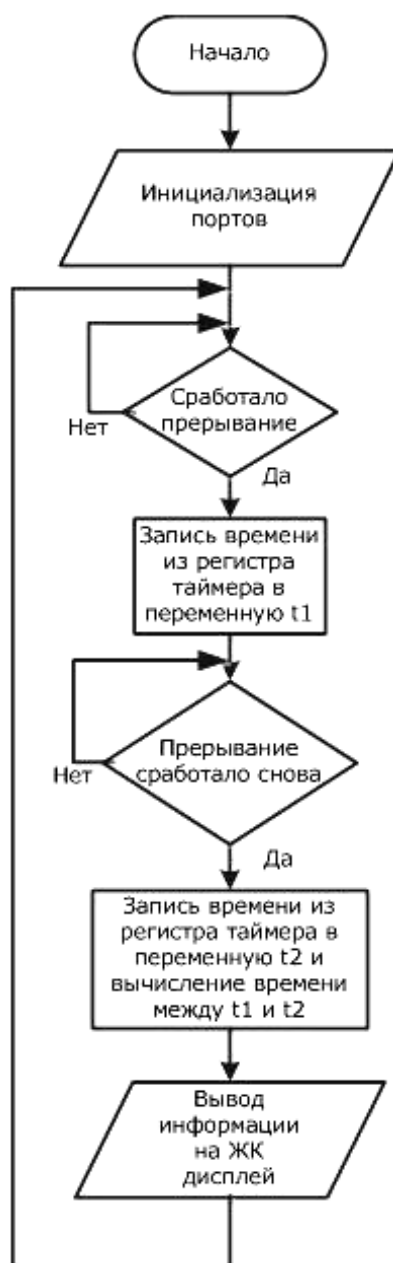 Начало
Инициализация
портов
Сработало
прерывание
Нет
Да
Запись времени
из регистра
таймера в
переменную t1
Прерывание
сработало снова
Нет
Да
Запись времени из
регистра таймера в
переменную t2 и
вычисление времени
между t1 и t2
Вывод
информации
на ЖК
дисплей